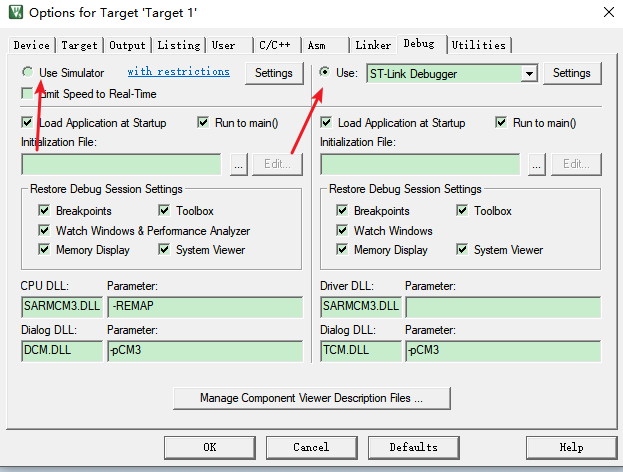 Options for Target 'Target 1'
Device Target Output Listing User C/C++ Asm Linker Debug Utilities
Use Simulator with restrictions Settings Use: ST-Link Debugger Settings
Limit Speed to Real-Time
Load Application at Startup Run to main() Load Application at Startup Run to main()
Initialization File: Initialization File:
... Edit... ... Edit...
Restore Debug Session Settings Restore Debug Session Settings
Breakpoints Toolbox Breakpoints Toolbox
Watch Windows & Performance Analyzer Watch Windows
Memory Display System Viewer Memory Display System Viewer
CPU DLL: Parameter: Driver DLL: Parameter:
SARMCM3.DLL -REMAP SARMCM3.DLL
Dialog DLL: Parameter: Dialog DLL: Parameter:
DCM.DLL -pCM3 TCM.DLL -pCM3
Manage Component Viewer Description Files ...
OK Cancel Defaults Help